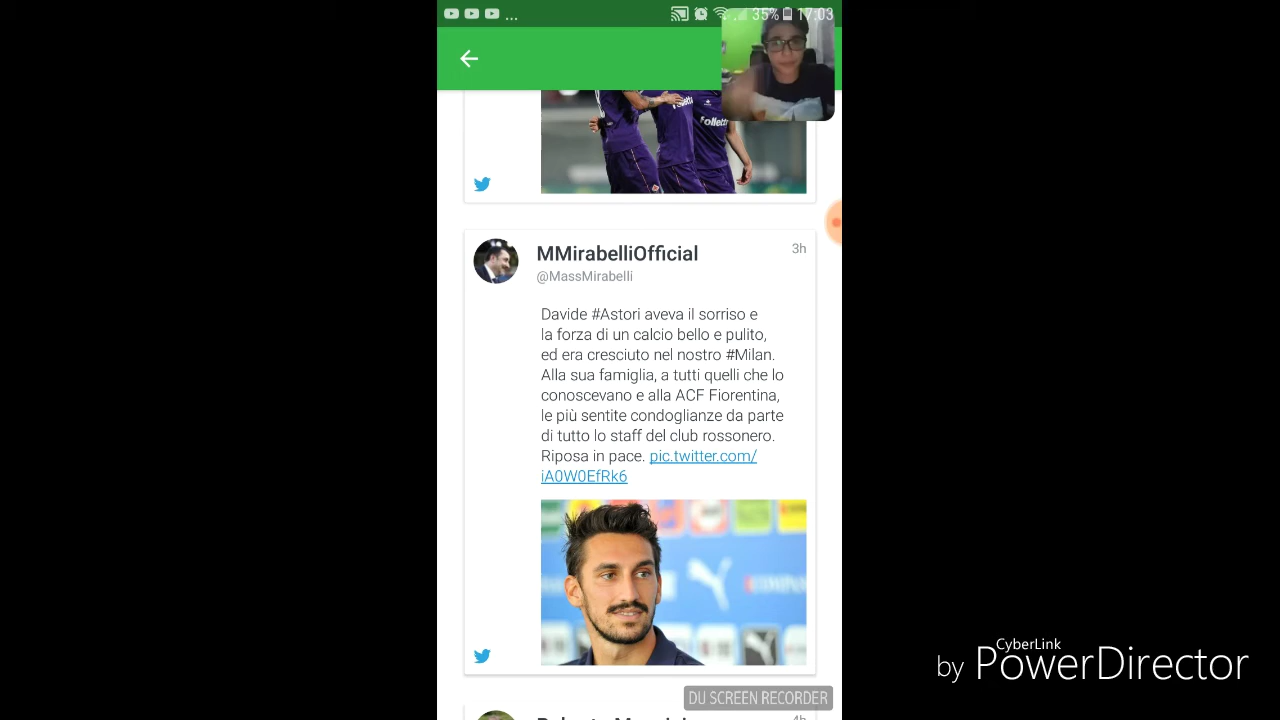 ... 35% 17:03
Folletto
MMirabelliOfficial 3h
@MassMirabelli
Davide #Astori aveva il sorriso e
la forza di un calcio bello e pulito,
ed era cresciuto nel nostro #Milan.
Alla sua famiglia, a tutti quelli che lo
conoscevano e alla ACF Fiorentina,
le più sentite condoglianze da parte
di tutto lo staff del club rossonero.
Riposa in pace. pic.twitter.com/
iA0W0EfRk6
CyberLink
by PowerDirector
DU SCREEN RECORDER
4h